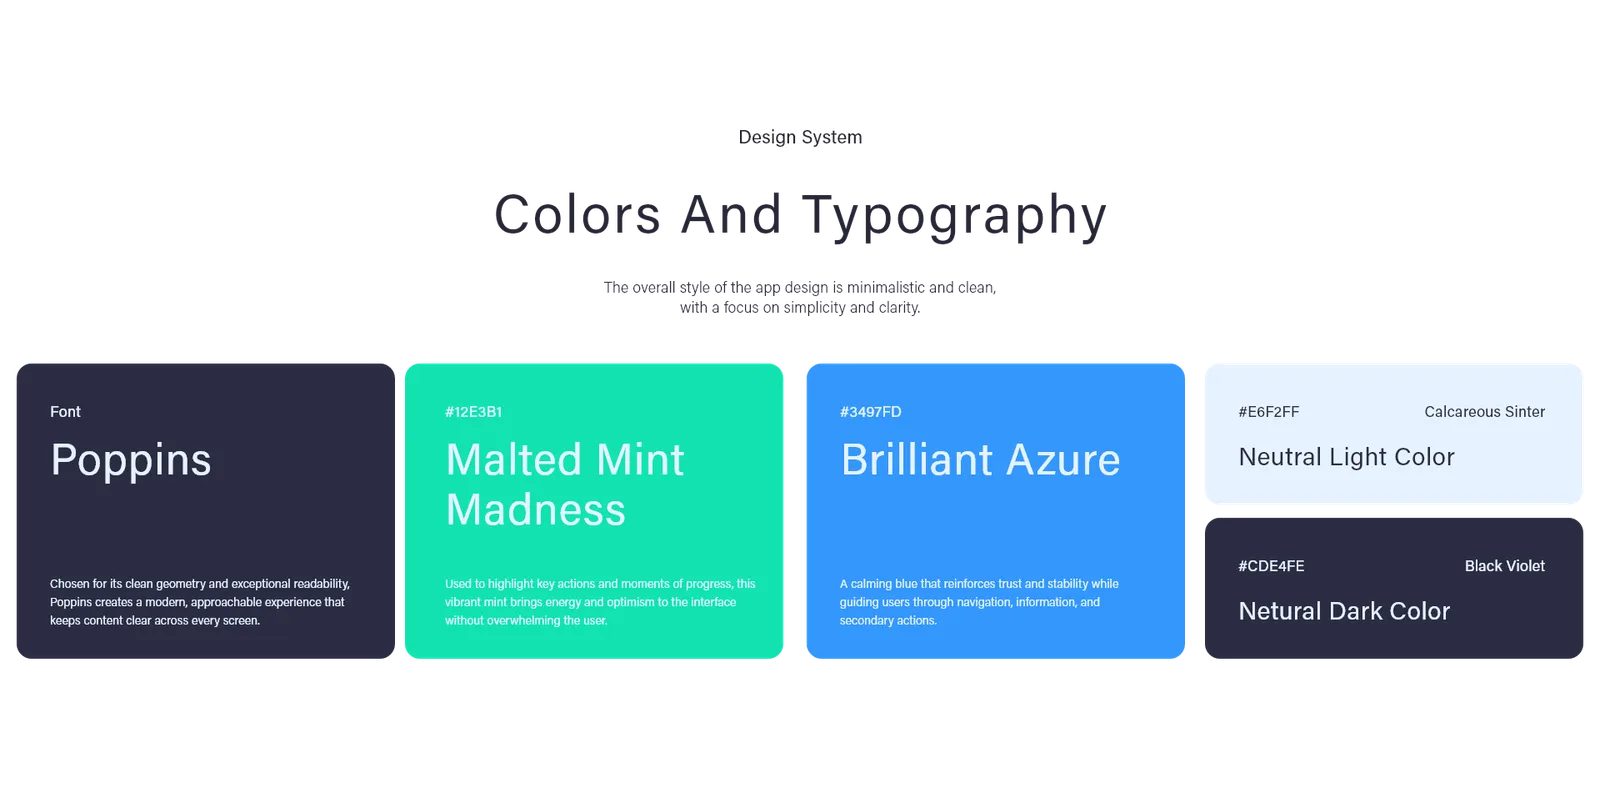 Design System
Colors And Typography
The overall style of the app design is minimalistic and clean,
with a focus on simplicity and clarity.
Font
Poppins
Chosen for its clean geometry and exceptional readability,
Poppins creates a modern, approachable experience that
keeps content clear across every screen.
#12E3B1
Malted Mint
Madness
Used to highlight key actions and moments of progress, this
vibrant mint brings energy and optimism to the interface
without overwhelming the user.
#3497FD
Brilliant Azure
A calming blue that reinforces trust and stability while
guiding users through navigation, information, and
secondary actions.
#E6F2FF
Calcareous Sinter
Neutral Light Color
#CDE4FE
Black Violet
Netural Dark Color